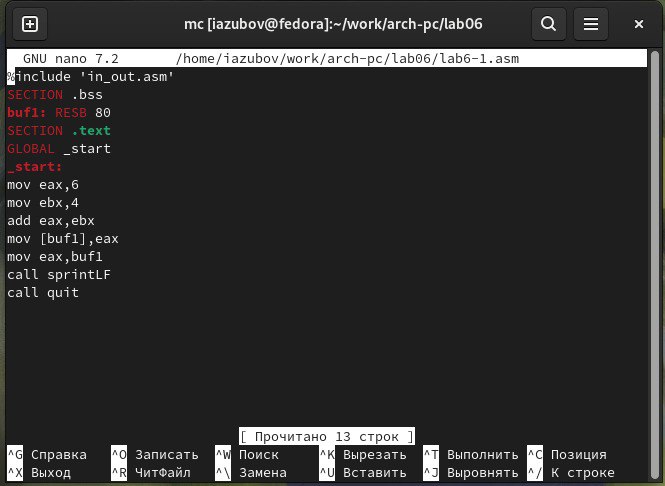 mc [iazubov@fedora]:~/work/arch-pc/lab06
GNU nano 7.2 /home/iazubov/work/arch-pc/lab06/lab6-1.asm
%include 'in_out.asm'
SECTION .bss
buf1: RESB 80
SECTION .text
GLOBAL _start
_start:
mov eax,6
mov ebx,4
add eax,ebx
mov [buf1],eax
mov eax,buf1
call sprintLF
call quit
[ Прочитано 13 строк ]
^G Справка ^O Записать ^W Поиск ^K Вырезать ^T Выполнить ^C Позиция
^X Выход ^R ЧитФайл ^\ Замена ^U Вставить ^J Выровнять ^/ К строке